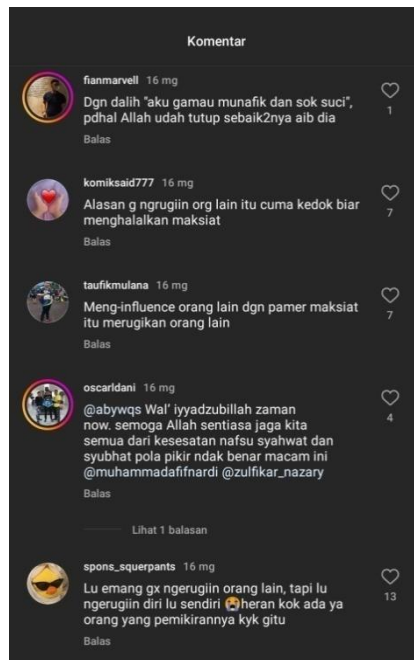 Komentar
fianmarvell 16 mg
Dgn dalih "aku gamau munafik dan sok suci",
pdhal Allah udah tutup sebaik2nya aib dia
1
Balas
komiksaid777 16 mg
Alasan g ngrugiin org lain itu cuma kedok biar
menghalalkan maksiat
7
Balas
taufikmulana 16 mg
Meng-influence orang lain dgn pamer maksiat
itu merugikan orang lain
7
Balas
oscarldani 16 mg
@abywqs Wal' iyyadzubillah zaman
now. semoga Allah sentiasa jaga kita
semua dari kesesatan nafsu syahwat dan
syubhat pola pikir ndak benar macam ini
@muhammadafifnardi @zulfikar_nazary
4
Balas
Lihat 1 balasan
spons_squerpants 16 mg
Lu emang gx ngerugiin orang lain, tapi lu
ngerugiin diri lu sendiri 😭heran kok ada ya
orang yang pemikirannya kyk gitu
13
Balas